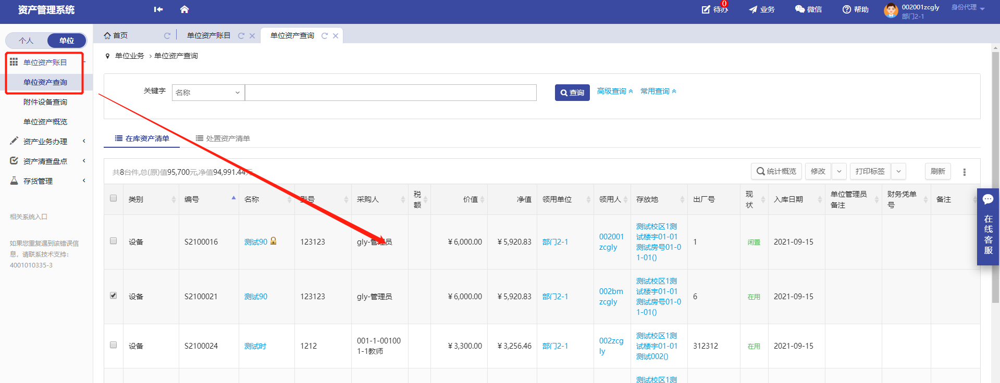 资产管理系统
待办
0
业务
微信
帮助
002001zcgly
部门2-1
身份代理
个人
单位
首页
单位资产账目
单位资产查询
单位资产账目
单位资产查询
附件设备查询
单位资产概览
资产业务办理
资产清查盘点
存货管理
相关系统入口
如果您重复遇到该错误信
息，请联系技术支持：
4001010335-3
单位业务
单位资产查询
关键字
名称
查询
高级查询
常用查询
在库资产清单
处置资产清单
共8台件,总(原)值95,700元,净值94,991.44元
统计概览
修改
打印标签
刷新
类别
编号
名称
型号
采购人
税
额
价值
净值
领用单位
领用人
存放地
出厂号
现
状
入库日期
单位管理员
备注
财务凭单
号
备注
设备
S2100016
测试90
123123
gly-管理员
¥6,000.00
¥5,920.83
部门2-1
002001
zcgly
测试校区1测
试楼宇01-01
测试房号01-0
1-01()
1
闲置
2021-09-15
设备
S2100021
测试90
123123
gly-管理员
¥6,000.00
¥5,920.83
部门2-1
002bm
zcgly
测试校区1测
试楼宇01-01
测试房号01-0
1-01()
6
在用
2021-09-15
设备
S2100024
测试时
1212
001-1-00100
1-1教师
¥3,300.00
¥3,256.46
部门2-1
002zcg
ly
测试校区1测
试楼宇01-01
测试002()
312312
在用
2021-09-15
测试校区1测
在
线
客
服